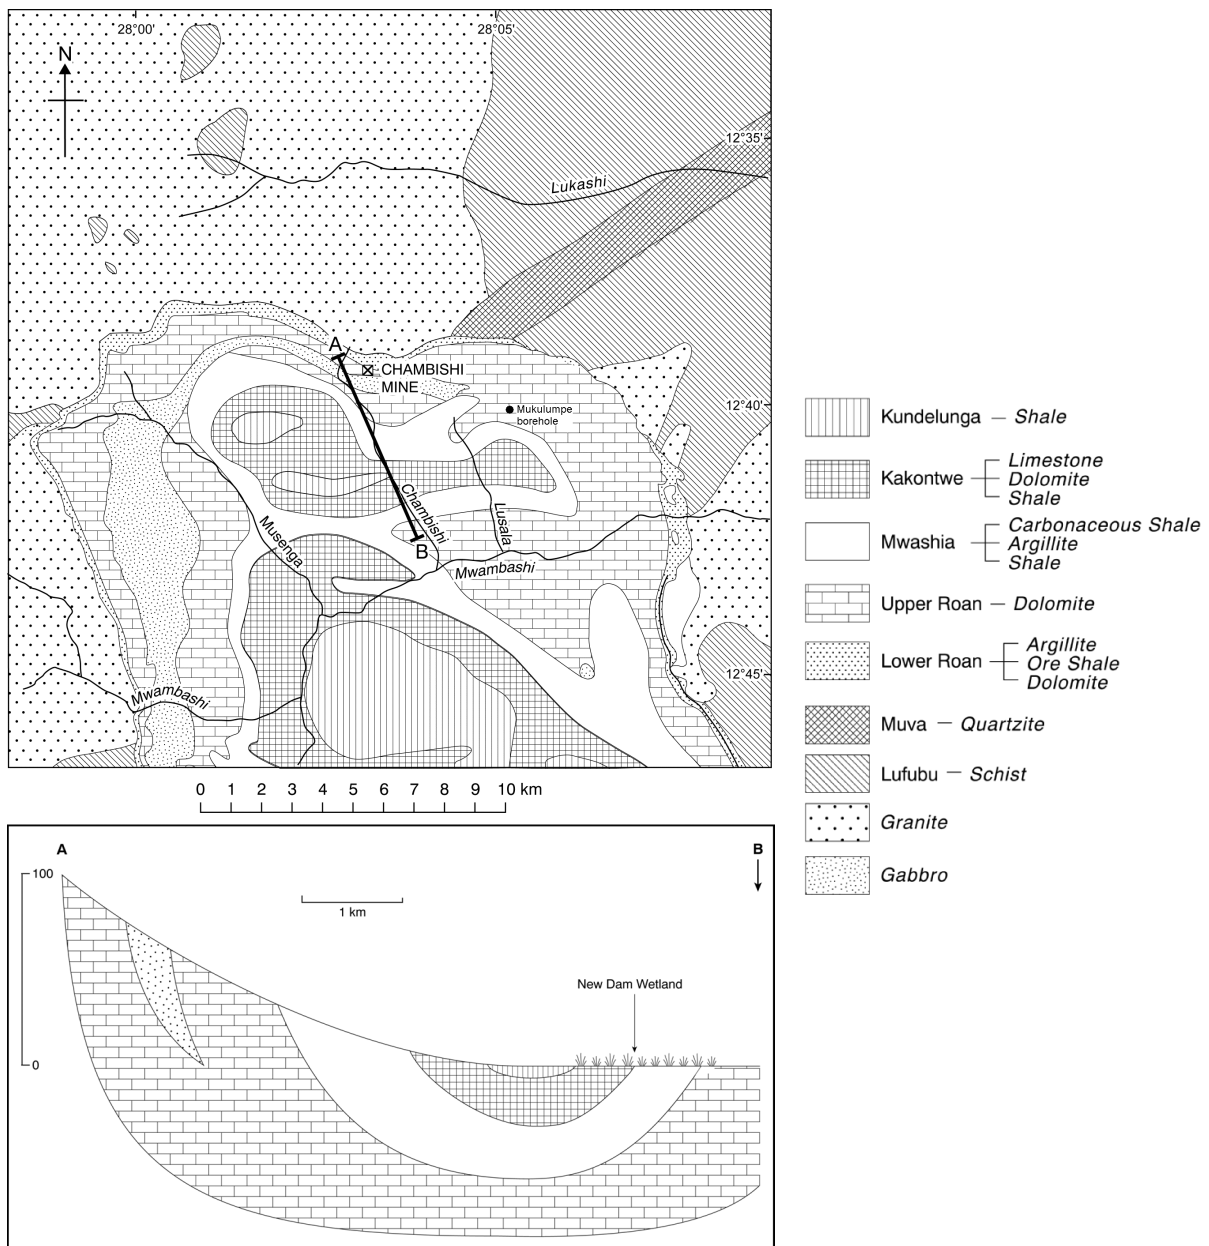 28°00'
28°05'
N
12°35'
Lukashi
A
CHAMBISHI
MINE
12°40'
Mukulumpe
borehole
Chambishi
Lusala
Musenga
B
Mwambashi
12°45'
Mwambashi
0 1 2 3 4 5 6 7 8 9 10 km
Kundelunga — Shale
Kakontwe
Limestone
Dolomite
Shale
Mwashia
Carbonaceous Shale
Argillite
Shale
Upper Roan — Dolomite
Lower Roan
Argillite
Ore Shale
Dolomite
Muva — Quartzite
Lufubu — Schist
Granite
Gabbro
A
B
100
1 km
New Dam Wetland
0